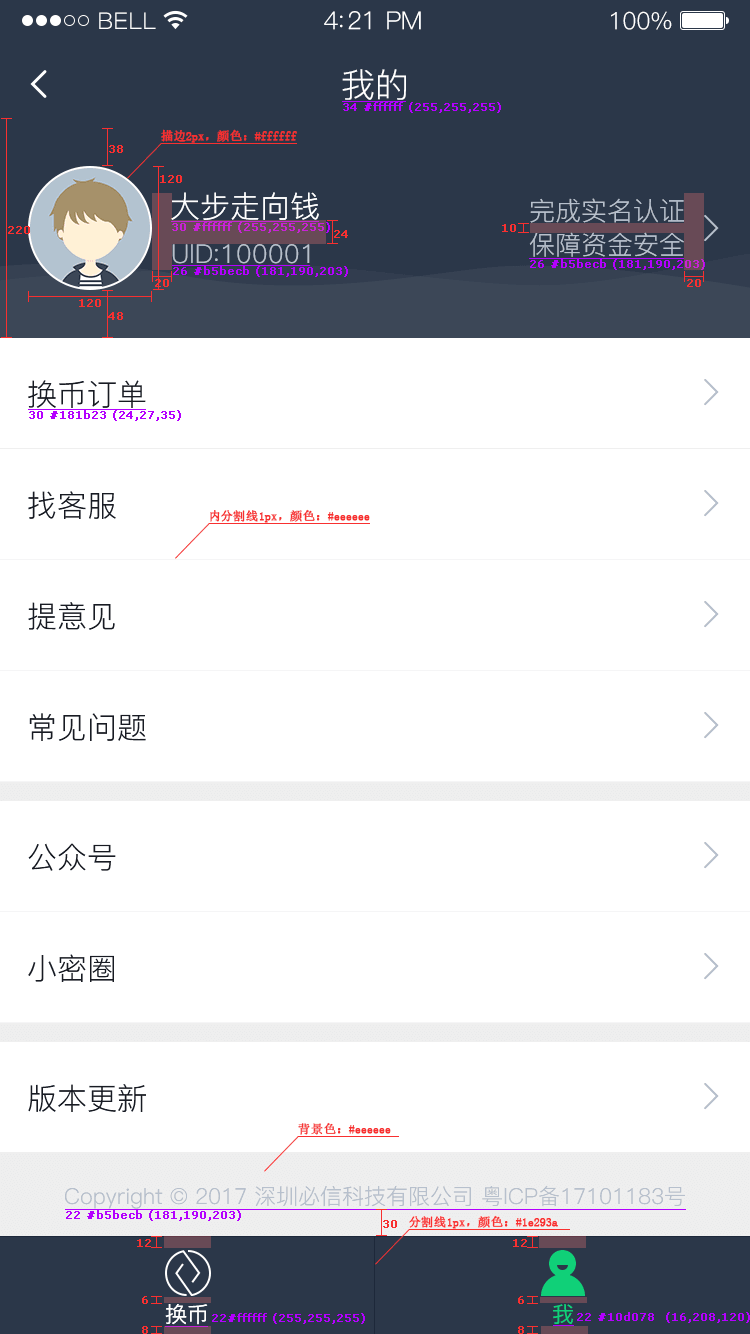 BELL 4:21 PM 100%
我的
34 #ffffff (255,255,255)
描边2px，颜色：#ffffff
38
120
220
大步走向钱
30 #ffffff (255,255,255)
24
UID:100001
26 #b5becb (181,190,203)
完成实名认证
10
保障资金安全
26 #b5becb (181,190,203)
20
20
120
48
换币订单
30 #181b23 (24,27,35)
找客服
内分割线1px，颜色：#eeeeee
提意见
常见问题
公众号
小密圈
版本更新
背景色：#eeeeee
Copyright © 2017 深圳必信科技有限公司 粤ICP备17101183号
22 #b5becb (181,190,203)
30
分割线1px，颜色：#1e293a
12
12
6
6
换币
22#ffffff (255,255,255)
我
22 #10d078 (16,208,120)
8
8